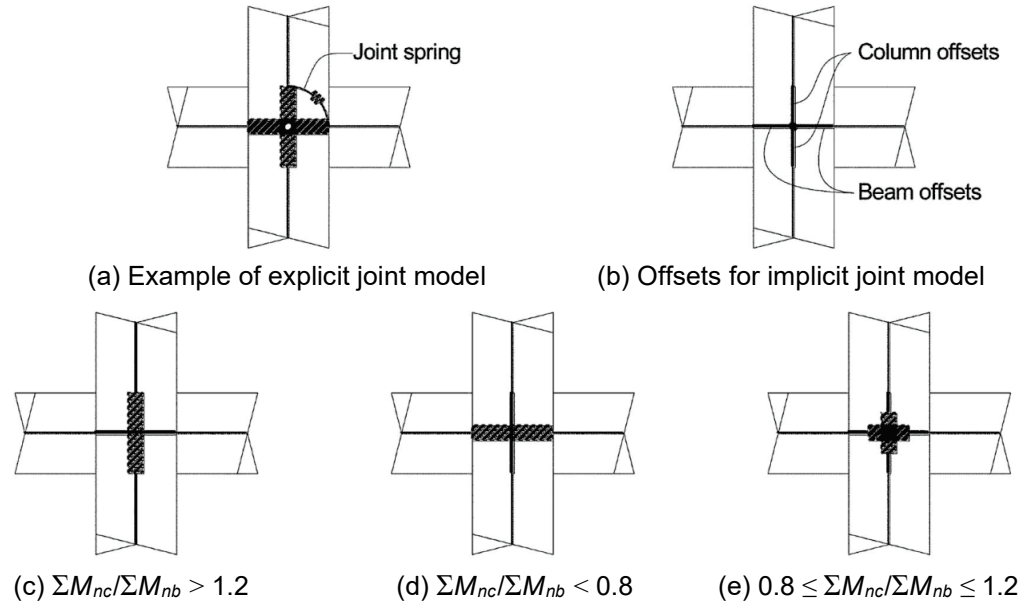 Joint spring
Column offsets
Beam offsets
(a) Example of explicit joint model
(b) Offsets for implicit joint model
(c) ΣMnc/ΣMnb > 1.2
(d) ΣMnc/ΣMnb < 0.8
(e) 0.8 ≤ ΣMnc/ΣMnb ≤ 1.2